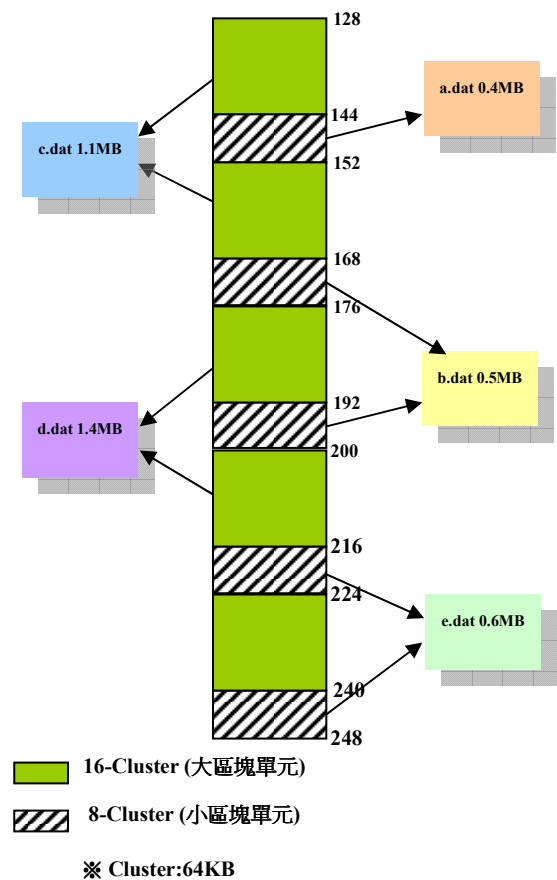 128
a.dat 0.4MB
144
c.dat 1.1MB
152
168
176
b.dat 0.5MB
192
d.dat 1.4MB
200
216
224
e.dat 0.6MB
240
248
16-Cluster (大區塊單元)
8-Cluster (小區塊單元)
※ Cluster:64KB